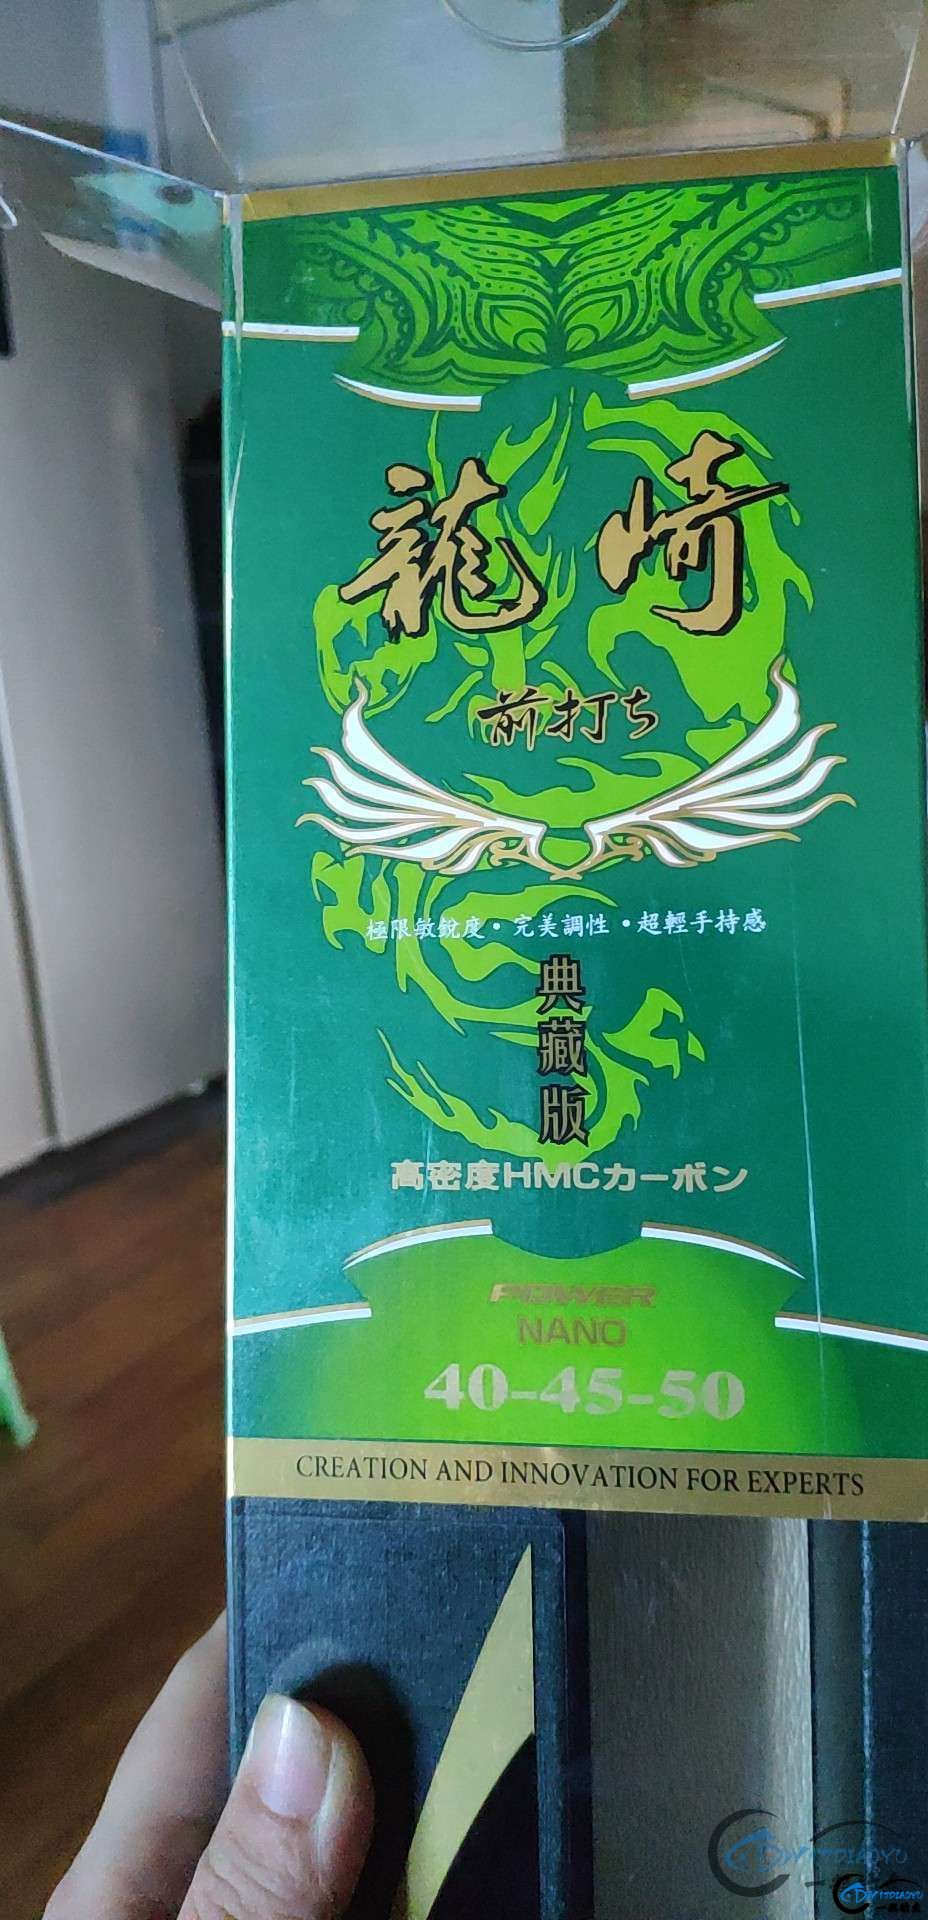 龍崎
前打ち
極限敏銳度・完美調性・超輕手持感
典
藏
版
高密度HMCカーボン
POWER
NANO
40-45-50
CREATION AND INNOVATION FOR EXPERTS